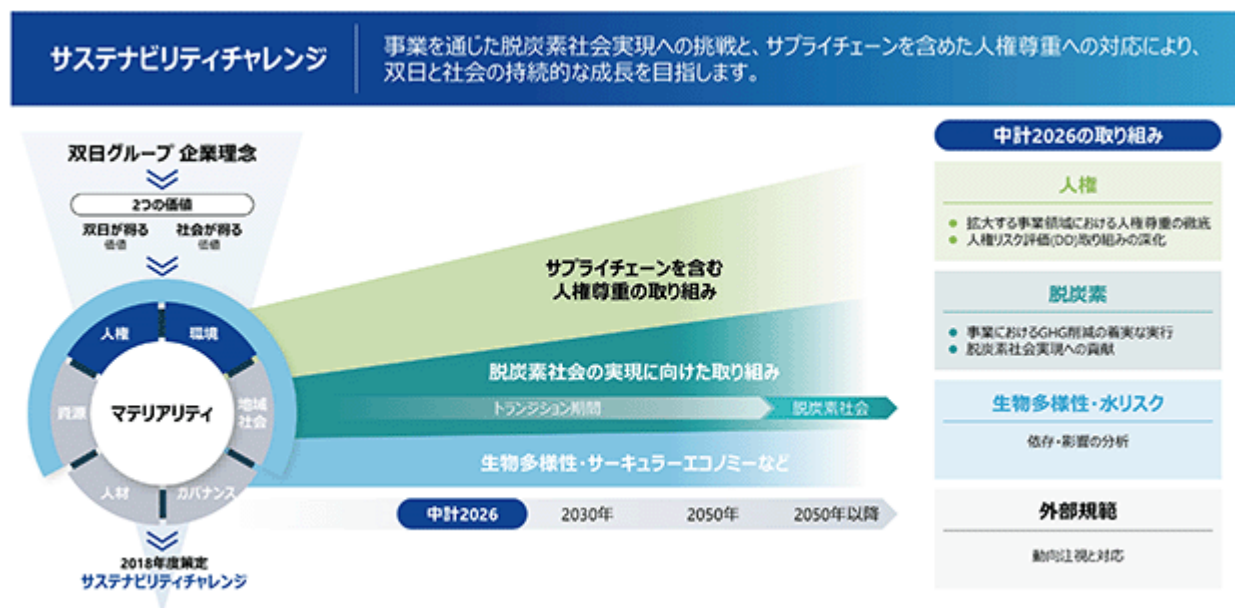 サステナビリティチャレンジ
事業を通じた脱炭素社会実現への挑戦と、サプライチェーンを含めた人権尊重への対応により、
双日と社会の持続的な成長を目指します。
双日グループ 企業理念
2つの価値
双日が得る
価値
社会が得る
価値
人権
環境
資源
マテリアリティ
地域
社会
人材
ガバナンス
2018年度策定
サステナビリティチャレンジ
サプライチェーンを含む
人権尊重の取り組み
脱炭素社会の実現に向けた取り組み
トランジション期間
脱炭素社会
生物多様性・サーキュラーエコノミーなど
中計2026
2030年
2050年
2050年以降
中計2026の取り組み
人権
● 拡大する事業領域における人権尊重の徹底
● 人権リスク評価(DD)取り組みの深化
脱炭素
● 事業におけるGHG削減の着実な実行
● 脱炭素社会実現への貢献
生物多様性・水リスク
依存・影響の分析
外部規範
動向注視と対応